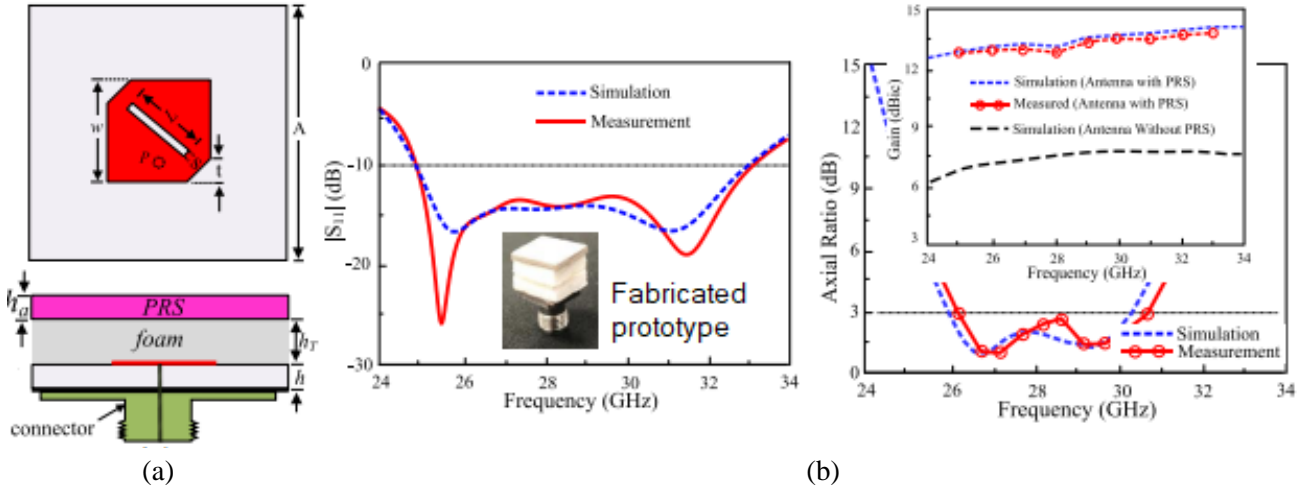 w
L
S
P
t
A
h
a
PRS
foam
h_T
h
connector
(a)
|S₁₁| (dB)
0
-10
-20
-30
Simulation
Measurement
Fabricated
prototype
24 26 28 30 32 34
Frequency (GHz)
Axial Ratio (dB)
15
12
9
6
3
0
Gain (dBic)
15
12
9
6
3
Simulation (Antenna with PRS)
Measured (Antenna with PRS)
Simulation (Antenna Without PRS)
24 26 28 30 32 34
Frequency (GHz)
Simulation
Measurement
24 26 28 30 32 34
Frequency (GHz)
(b)